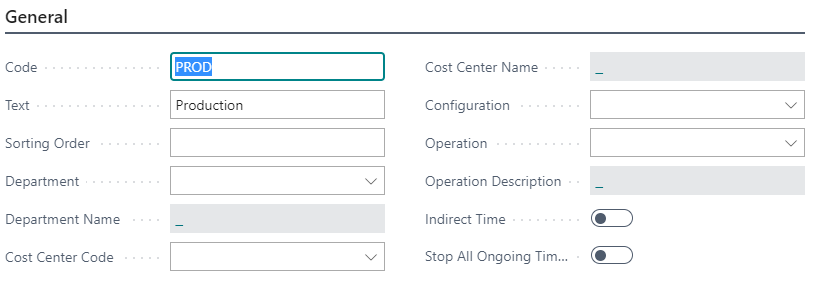 General
Code PROD
Text Production
Sorting Order
Department
Department Name _
Cost Center Code
Cost Center Name _
Configuration
Operation
Operation Description _
Indirect Time
Stop All Ongoing Tim...